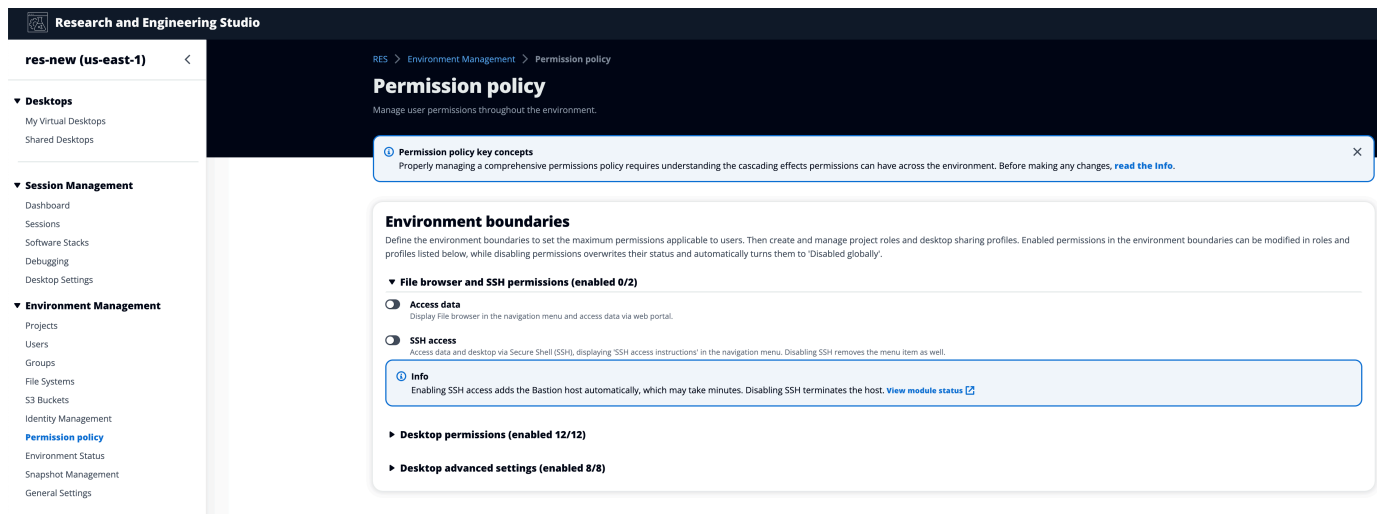 Research and Engineering Studio
res-new (us-east-1)
Desktops
My Virtual Desktops
Shared Desktops
Session Management
Dashboard
Sessions
Software Stacks
Debugging
Desktop Settings
Environment Management
Projects
Users
Groups
File Systems
S3 Buckets
Identity Management
Permission policy
Environment Status
Snapshot Management
General Settings
RES > Environment Management > Permission policy
Permission policy
Manage user permissions throughout the environment.
Permission policy key concepts
Properly managing a comprehensive permissions policy requires understanding the cascading effects permissions can have across the environment. Before making any changes, read the Info.
Environment boundaries
Define the environment boundaries to set the maximum permissions applicable to users. Then create and manage project roles and desktop sharing profiles. Enabled permissions in the environment boundaries can be modified in roles and
profiles listed below, while disabling permissions overwrites their status and automatically turns them to 'Disabled globally'.
File browser and SSH permissions (enabled 0/2)
Access data
Display File browser in the navigation menu and access data via web portal.
SSH access
Access data and desktop via Secure Shell (SSH), displaying 'SSH access instructions' in the navigation menu. Disabling SSH removes the menu item as well.
Info
Enabling SSH access adds the Bastion host automatically, which may take minutes. Disabling SSH terminates the host. View module status
Desktop permissions (enabled 12/12)
Desktop advanced settings (enabled 8/8)